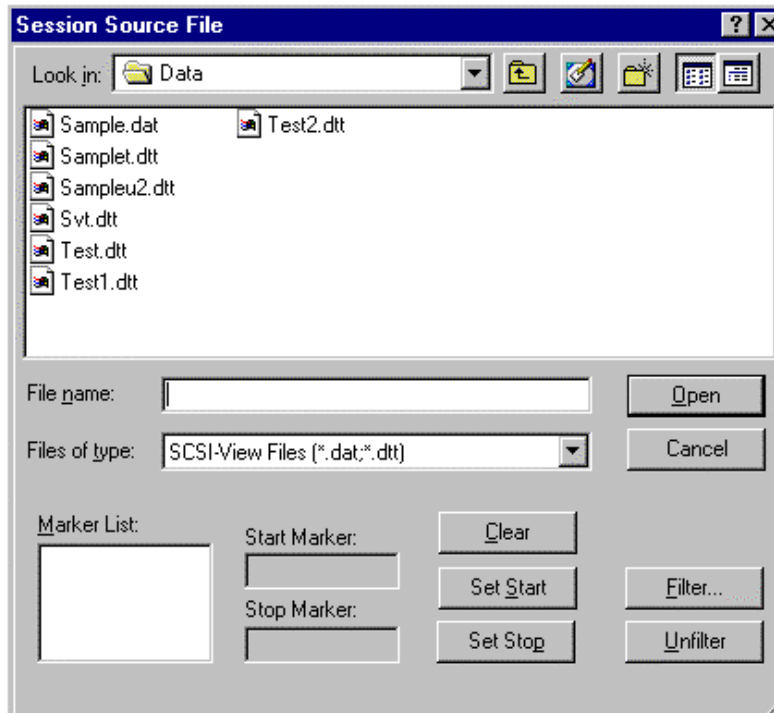 Session Source File
Look in: Data
Sample.dat
Samplet.dtt
Sampleu2.dtt
Svt.dtt
Test.dtt
Test1.dtt
Test2.dtt
File name: Open
Files of type: SCSI-View Files (*.dat;*.dtt) Cancel
Marker List:
Start Marker:
Stop Marker:
Clear
Set Start
Set Stop
Filter...
Unfilter